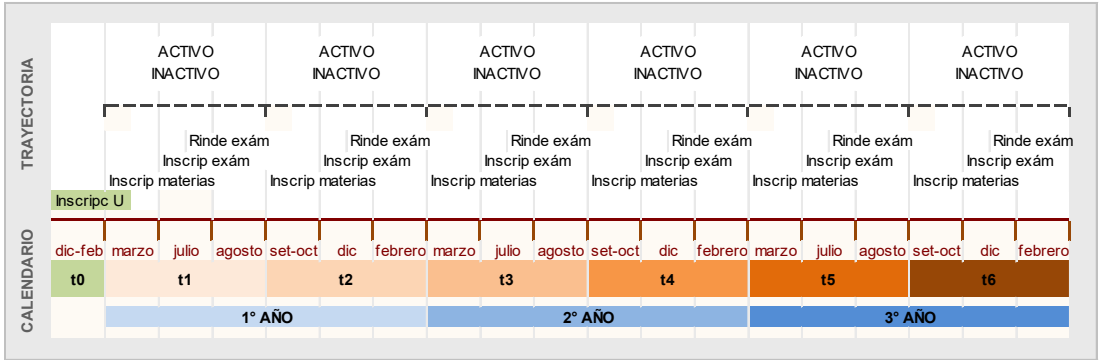 TRAYECTORIA
ACTIVO ACTIVO ACTIVO ACTIVO ACTIVO ACTIVO
INACTIVO INACTIVO INACTIVO INACTIVO INACTIVO INACTIVO
Rinde exám Rinde exám Rinde exám Rinde exám Rinde exám Rinde exám
Inscrip exám Inscrip exám Inscrip exám Inscrip exám Inscrip exám Inscrip exám
Inscrip materias Inscrip materias Inscrip materias Inscrip materias Inscrip materias Inscrip materias
Inscripc U
CALENDARIO
dic-feb marzo julio agosto set-oct dic febrero marzo julio agosto set-oct dic febrero marzo julio agosto set-oct dic febrero
t0 t1 t2 t3 t4 t5 t6
1° AÑO 2° AÑO 3° AÑO